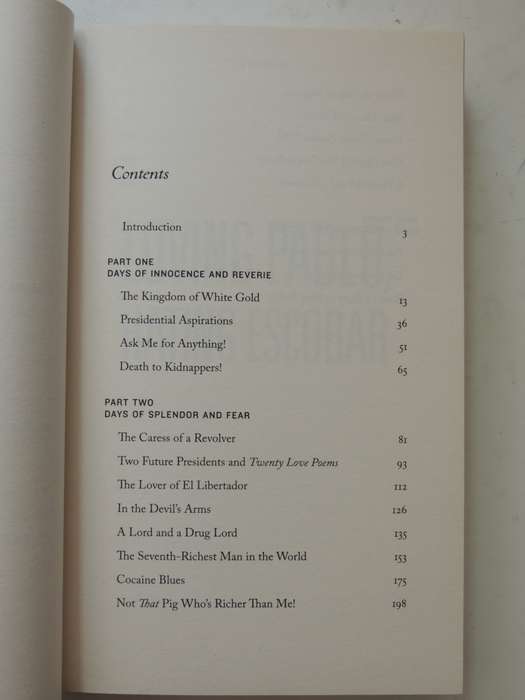 Contents
Introduction 3
PART ONE
DAYS OF INNOCENCE AND REVERIE
The Kingdom of White Gold 13
Presidential Aspirations 36
Ask Me for Anything! 51
Death to Kidnappers! 65
PART TWO
DAYS OF SPLENDOR AND FEAR
The Caress of a Revolver 81
Two Future Presidents and Twenty Love Poems 93
The Lover of El Libertador 112
In the Devil's Arms 126
A Lord and a Drug Lord 135
The Seventh-Richest Man in the World 153
Cocaine Blues 175
Not That Pig Who's Richer Than Me! 198